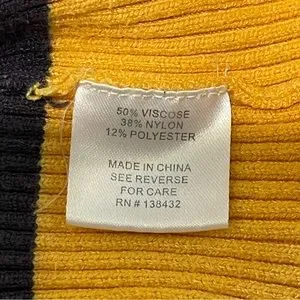 50% VISCOSE
38% NYLON
12% POLYESTER
MADE IN CHINA
SEE REVERSE
FOR CARE
RN # 138432